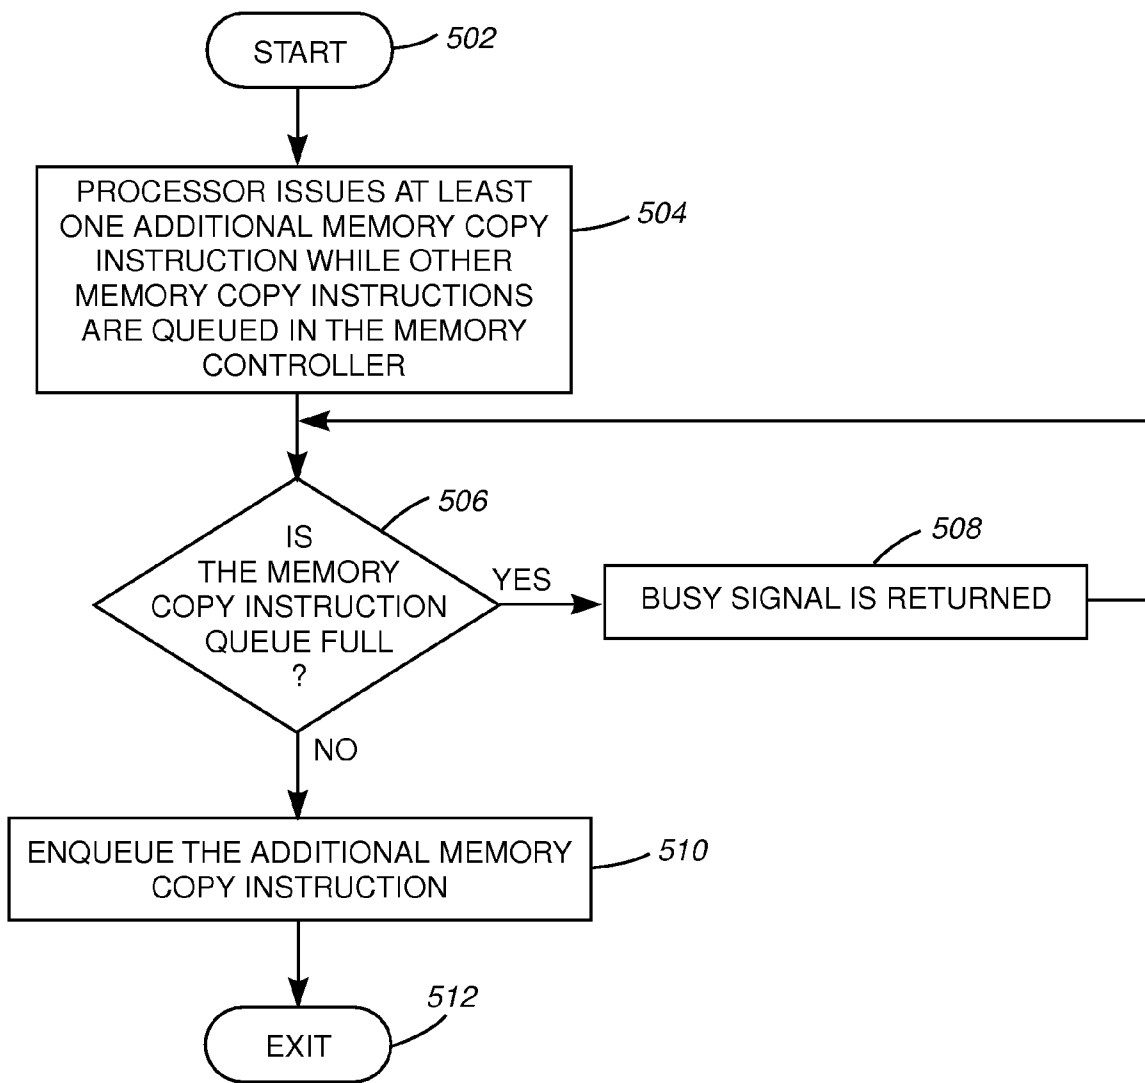 START
502
PROCESSOR ISSUES AT LEAST
ONE ADDITIONAL MEMORY COPY
INSTRUCTION WHILE OTHER
MEMORY COPY INSTRUCTIONS
ARE QUEUED IN THE MEMORY
CONTROLLER
504
IS
THE MEMORY
COPY INSTRUCTION
QUEUE FULL
?
506
YES
BUSY SIGNAL IS RETURNED
508
NO
ENQUEUE THE ADDITIONAL MEMORY
COPY INSTRUCTION
510
EXIT
512